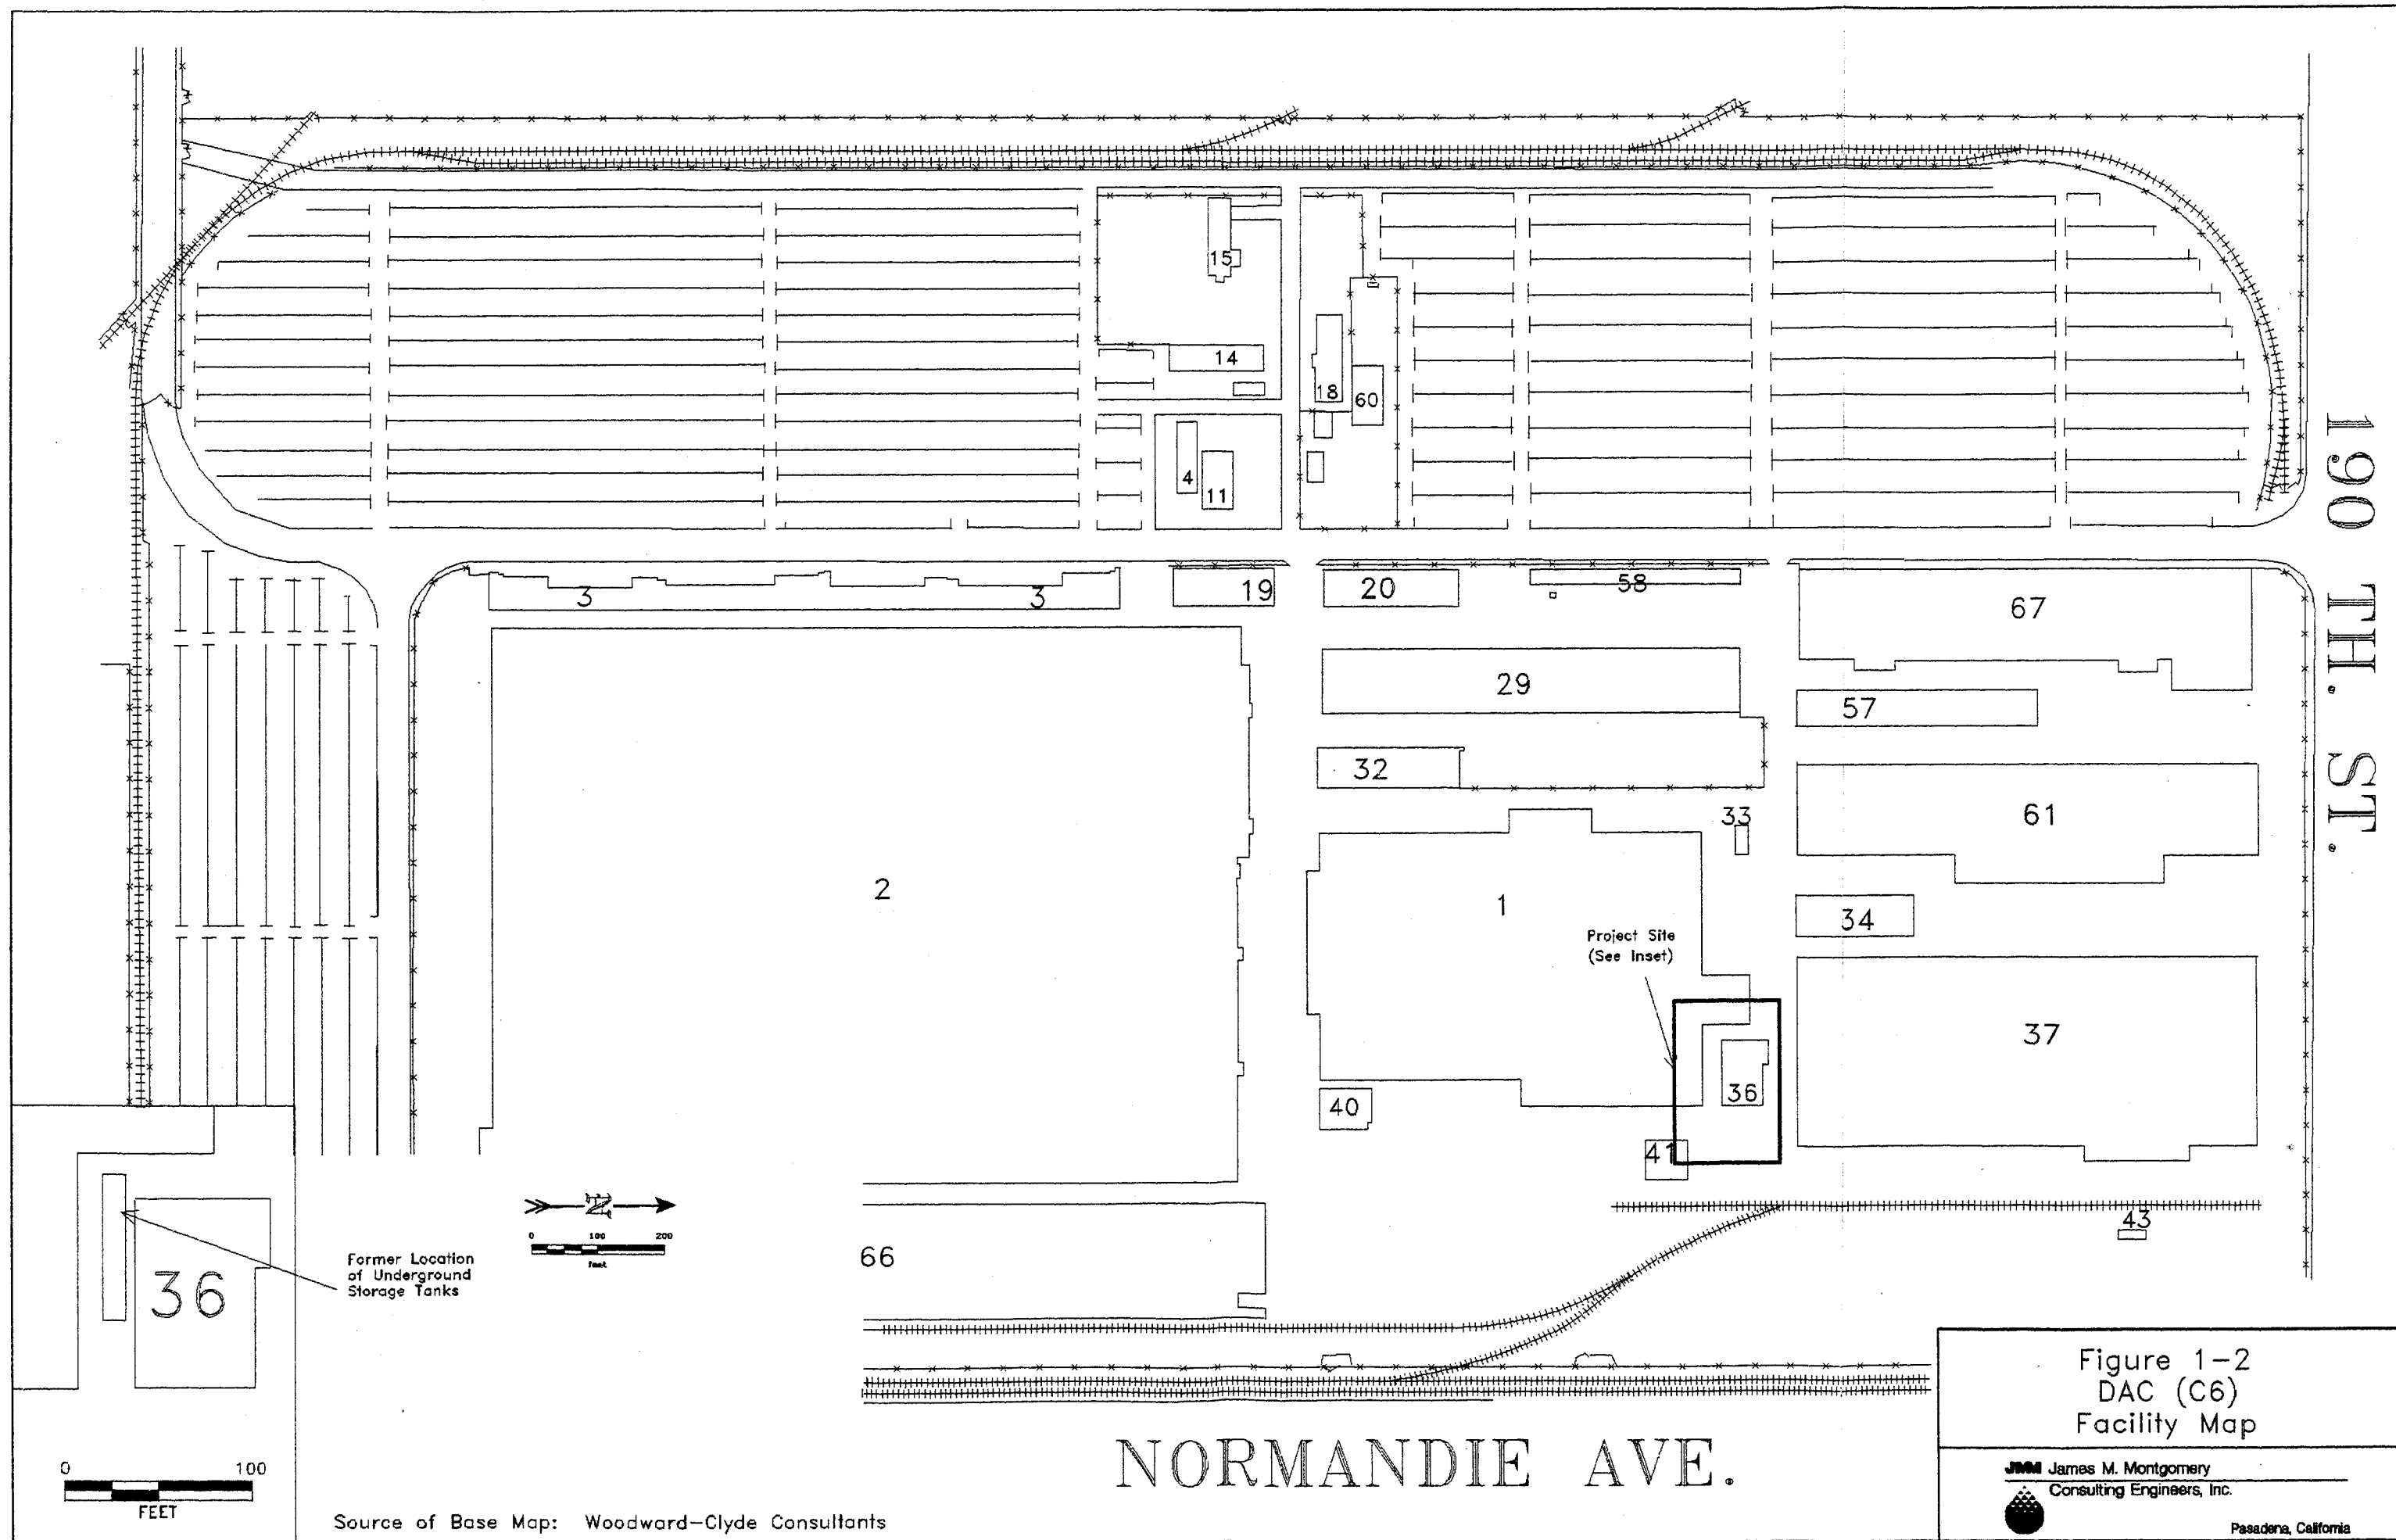 15
14
18
60
4
11
190 TH. ST.
3
3
19
20
58
67
29
57
32
33
61
2
1
34
Project Site
(See Inset)
37
36
40
41
N
0 100 200
feet
43
66
Former Location
of Underground
Storage Tanks
36
0 100
FEET
NORMANDIE AVE.
Source of Base Map: Woodward-Clyde Consultants
Figure 1-2
DAC (C6)
Facility Map
JMM James M. Montgomery
Consulting Engineers, Inc.
Pasadena, California